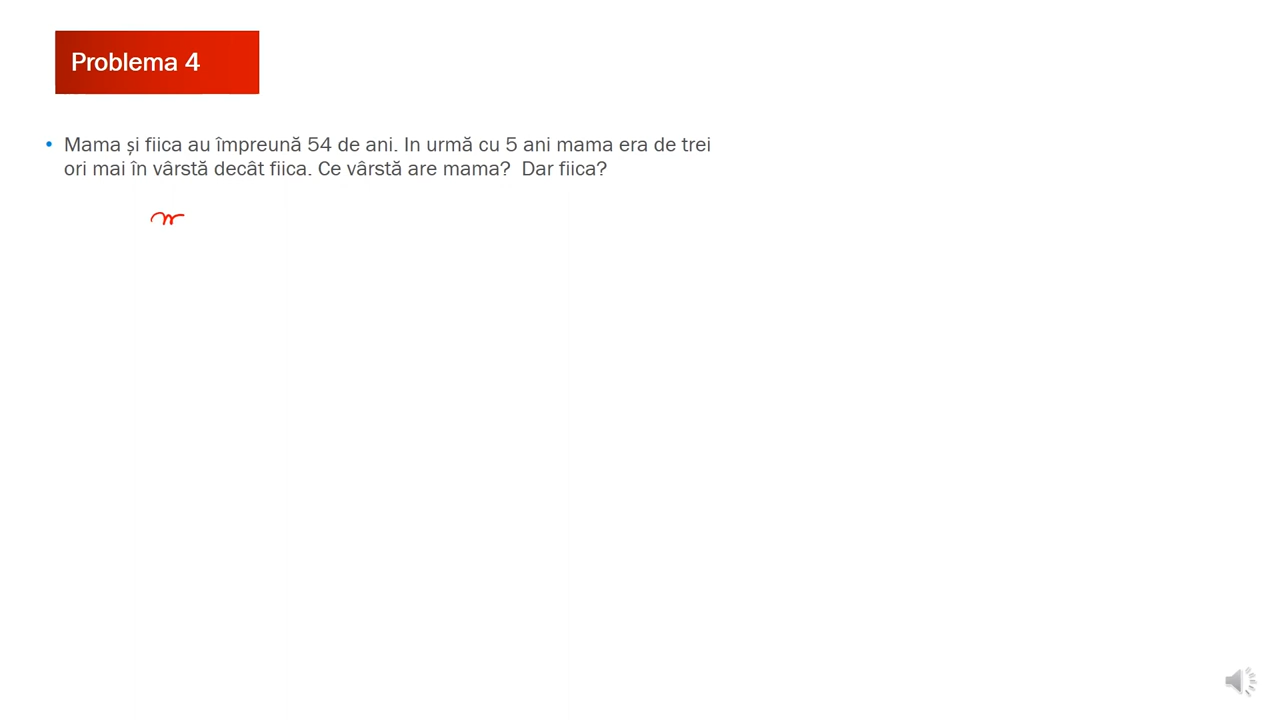 Problema 4
• Mama și fiica au împreună 54 de ani. In urmă cu 5 ani mama era de trei
ori mai în vârstă decât fiica. Ce vârstă are mama? Dar fiica?
m